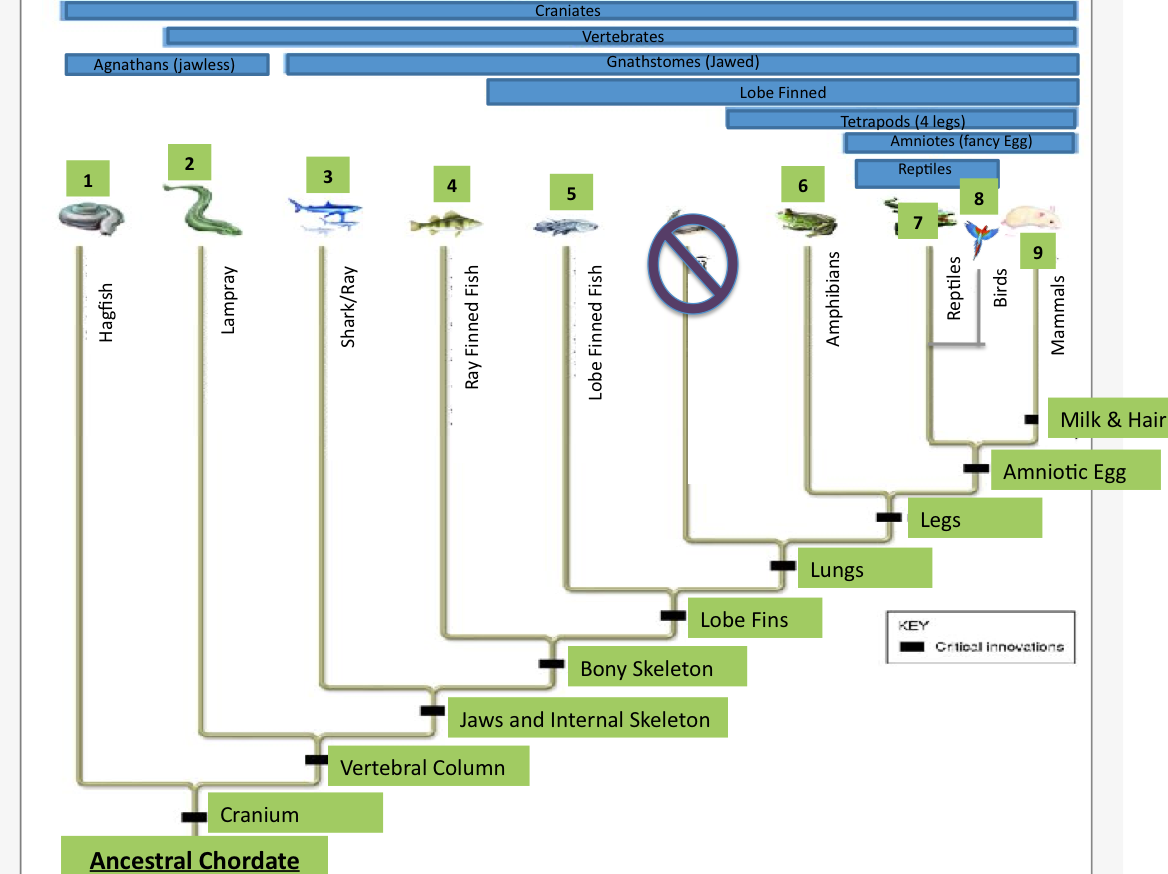 Craniates
Vertebrates
Agnathans (jawless)
Gnathstomes (Jawed)
Lobe Finned
Tetrapods (4 legs)
Amniotes (fancy Egg)
Reptiles
1
2
3
4
5
6
7
8
9
Hagfish
Lampray
Shark/Ray
Ray Finned Fish
Lobe Finned Fish
Amphibians
Reptiles
Birds
Mammals
Milk & Hair
Amniotic Egg
Legs
Lungs
Lobe Fins
KEY
Critical innovations
Bony Skeleton
Jaws and Internal Skeleton
Vertebral Column
Cranium
Ancestral Chordate